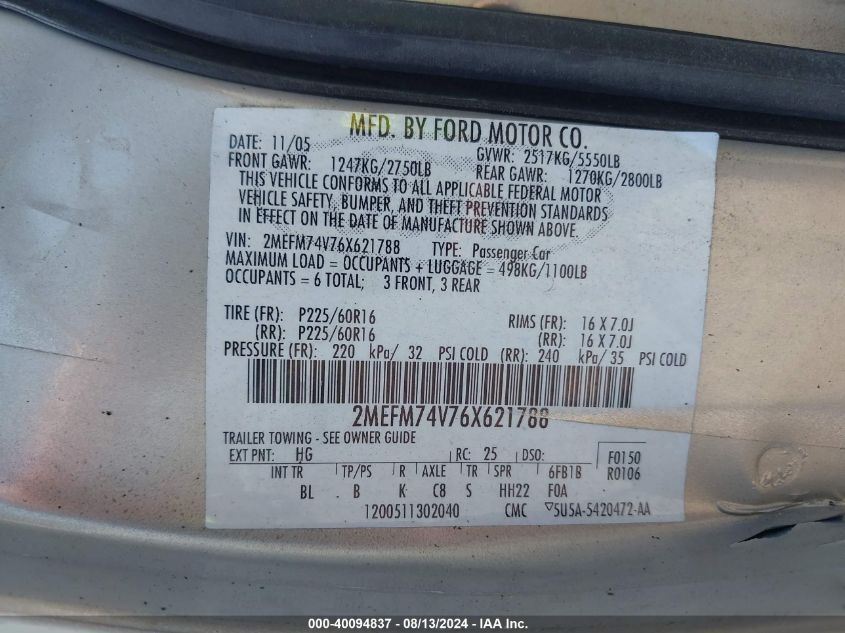 MFD. BY FORD MOTOR CO.
DATE: 11/05 GVWR: 2517KG/5550LB
FRONT GAWR: 1247KG/2750LB REAR GAWR: 1270KG/2800LB
THIS VEHICLE CONFORMS TO ALL APPLICABLE FEDERAL MOTOR
VEHICLE SAFETY, BUMPER, AND THEFT PREVENTION STANDARDS
IN EFFECT ON THE DATE OF MANUFACTURE SHOWN ABOVE.
VIN: 2MEFM74V76X621788 TYPE: Passenger Car
MAXIMUM LOAD = OCCUPANTS + LUGGAGE = 498KG/1100LB
OCCUPANTS = 6 TOTAL; 3 FRONT, 3 REAR
TIRE (FR): P225/60R16 RIMS (FR): 16 X 7.0J
(RR): P225/60R16 (RR): 16 X 7.0J
PRESSURE (FR): 220 kPa/ 32 PSI COLD (RR): 240 kPa/ 35 PSI COLD
2MEFM74V76X621788
TRAILER TOWING - SEE OWNER GUIDE
EXT PNT: HG RC: 25 DSO: F0150
INT TR TP/PS R AXLE TR SPR 6FB1B R0106
BL B K C8 S HH22 F0A
1200511302040 CMC ▽5U5A-5420472-AA
000-40094837 - 08/13/2024 - COPYRIGHT IAA, Inc.